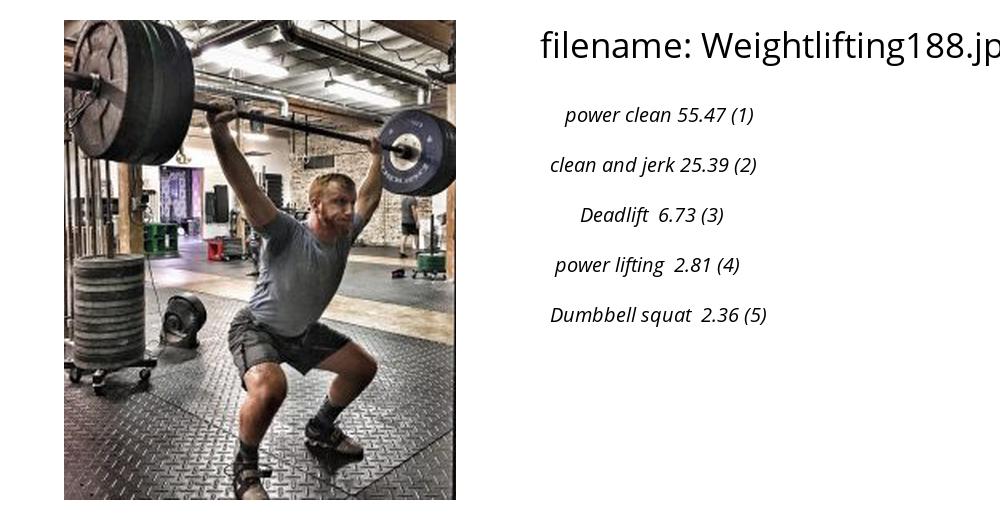 filename: Weightlifting188.jp
power clean 55.47 (1)
clean and jerk 25.39 (2)
Deadlift 6.73 (3)
power lifting 2.81 (4)
Dumbbell squat 2.36 (5)